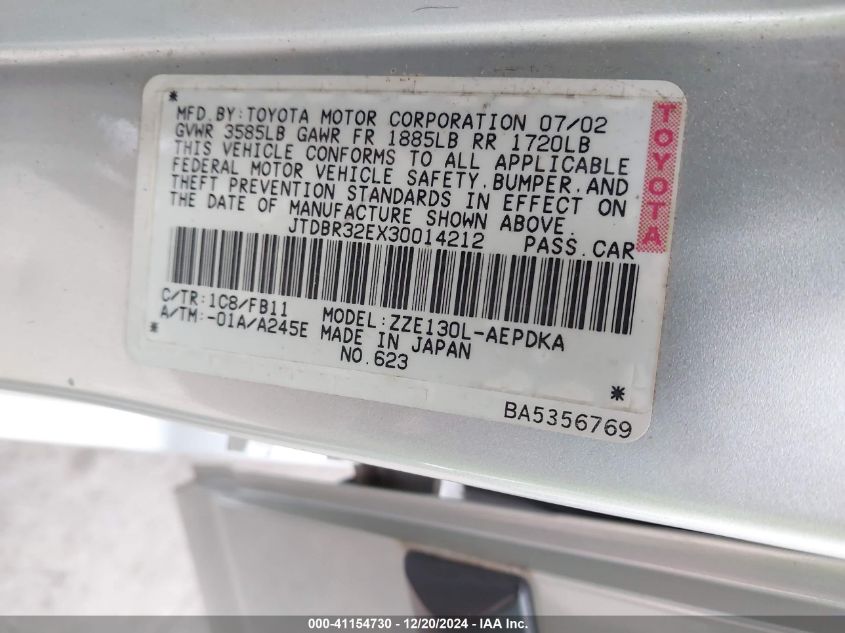 *
MFD.BY:TOYOTA MOTOR CORPORATION 07/02
GVWR 3585LB GAWR FR 1885LB RR 1720LB
THIS VEHICLE CONFORMS TO ALL APPLICABLE
FEDERAL MOTOR VEHICLE SAFETY,BUMPER,AND
THEFT PREVENTION STANDARDS IN EFFECT ON
THE DATE OF MANUFACTURE SHOWN ABOVE.
JTDBR32EX30014212 PASS.CAR
TOYOTA
C/TR:1C8/FB11
A/TM:-01A/A245E
MODEL:ZZE130L-AEPDKA
MADE IN JAPAN
NO.623
*
*
BA5356769
000-41154730 - 12/20/2024 - IAAI.com